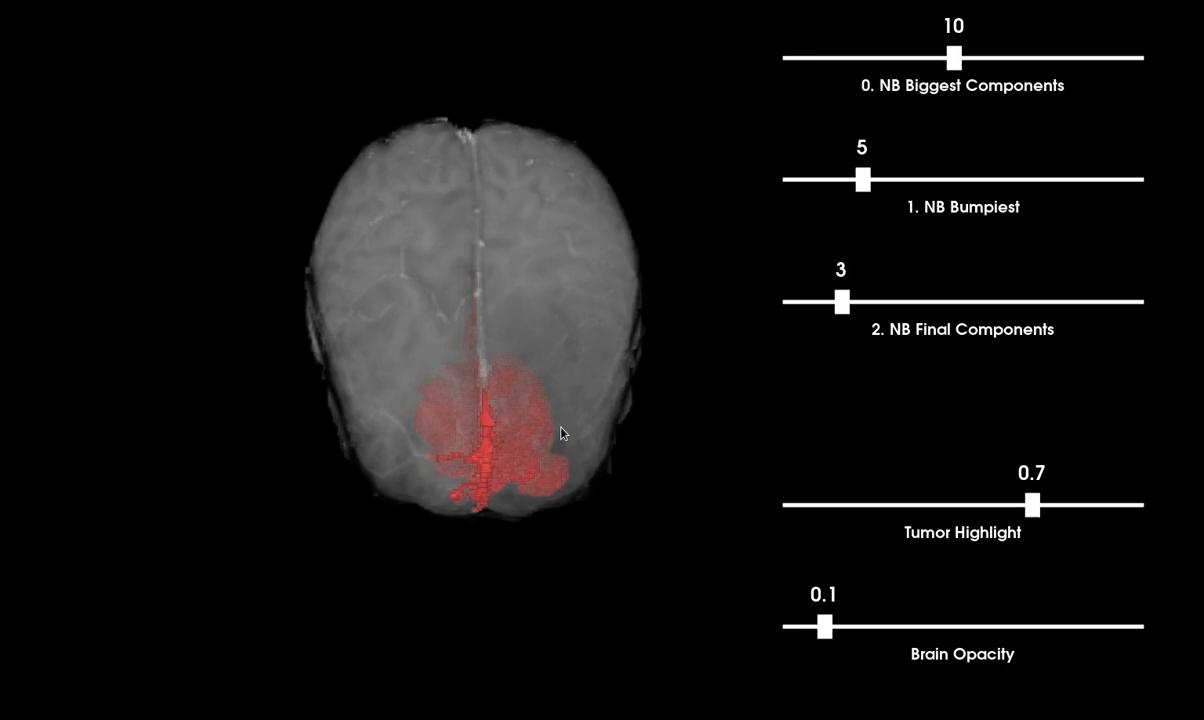 10
0. NB Biggest Components
5
1. NB Bumpiest
3
2. NB Final Components
0.7
Tumor Highlight
0.1
Brain Opacity